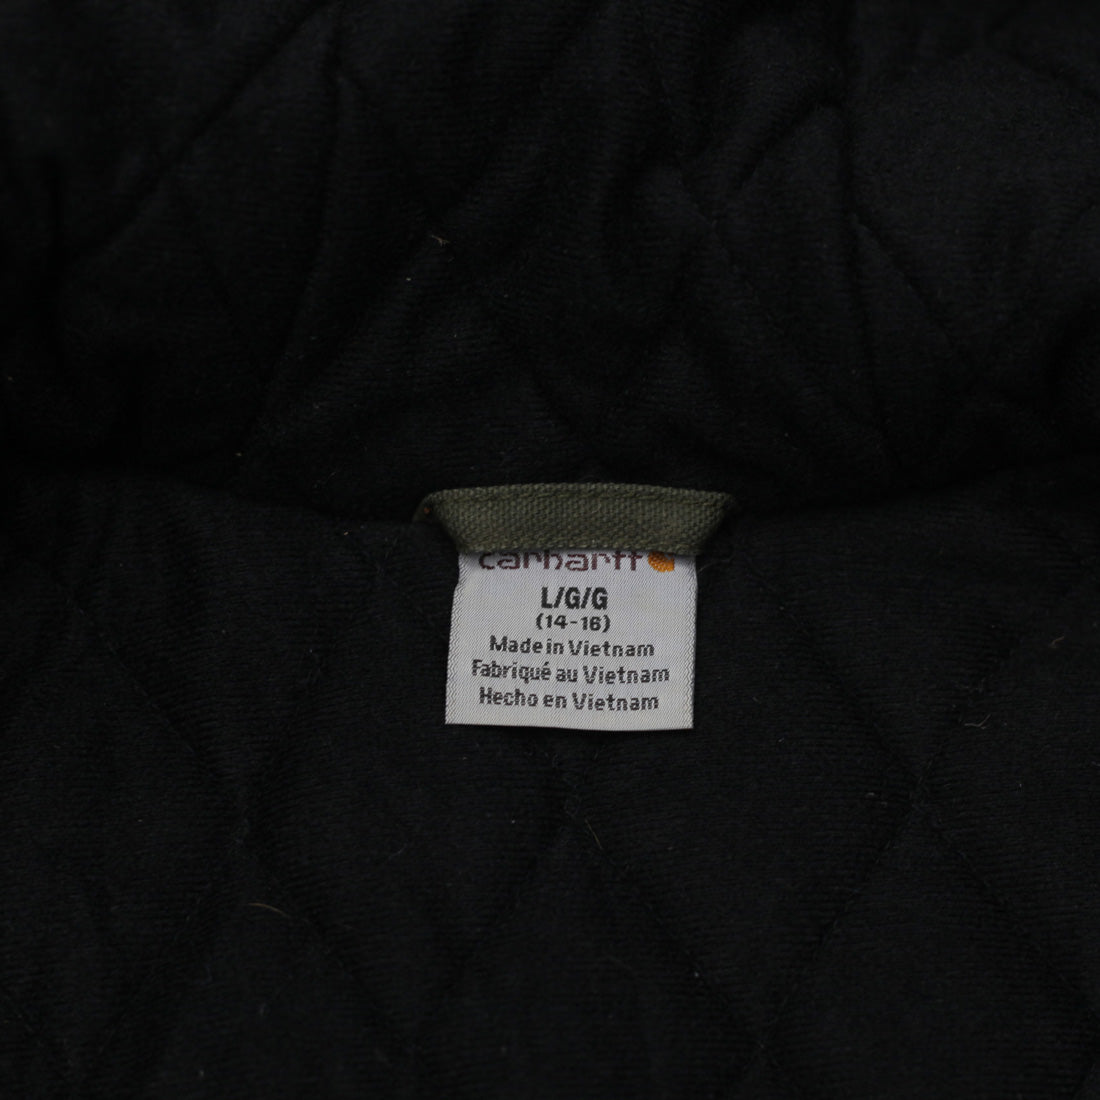 carhartt
L/G/G
(14-16)
Made in Vietnam
Fabriqué au Vietnam
Hecho en Vietnam